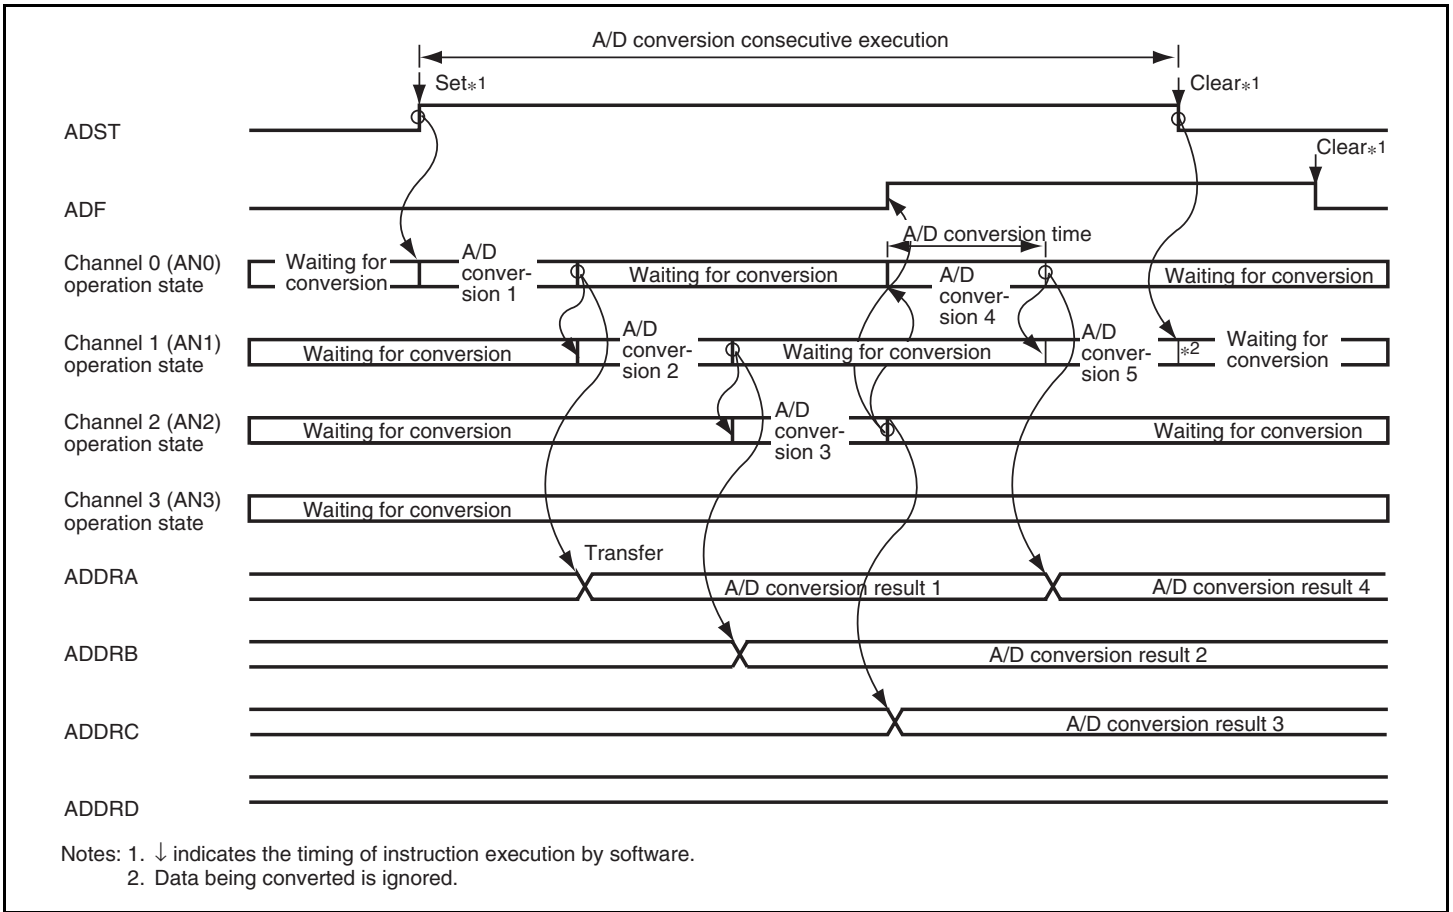 A/D conversion consecutive execution
Set*1
Clear*1
ADST
Clear*1
ADF
A/D conversion time
Channel 0 (AN0)
operation state
Waiting for
conversion
A/D
conver-
sion 1
Waiting for conversion
A/D
conver-
sion 4
Waiting for conversion
Channel 1 (AN1)
operation state
Waiting for conversion
A/D
conver-
sion 2
Waiting for conversion
A/D
conver-
sion 5
*2
Waiting for
conversion
Channel 2 (AN2)
operation state
Waiting for conversion
A/D
conver-
sion 3
Waiting for conversion
Channel 3 (AN3)
operation state
Waiting for conversion
Transfer
ADDRA
A/D conversion result 1
A/D conversion result 4
ADDRB
A/D conversion result 2
ADDRC
A/D conversion result 3
ADDRD
Notes: 1. ↓ indicates the timing of instruction execution by software.
2. Data being converted is ignored.